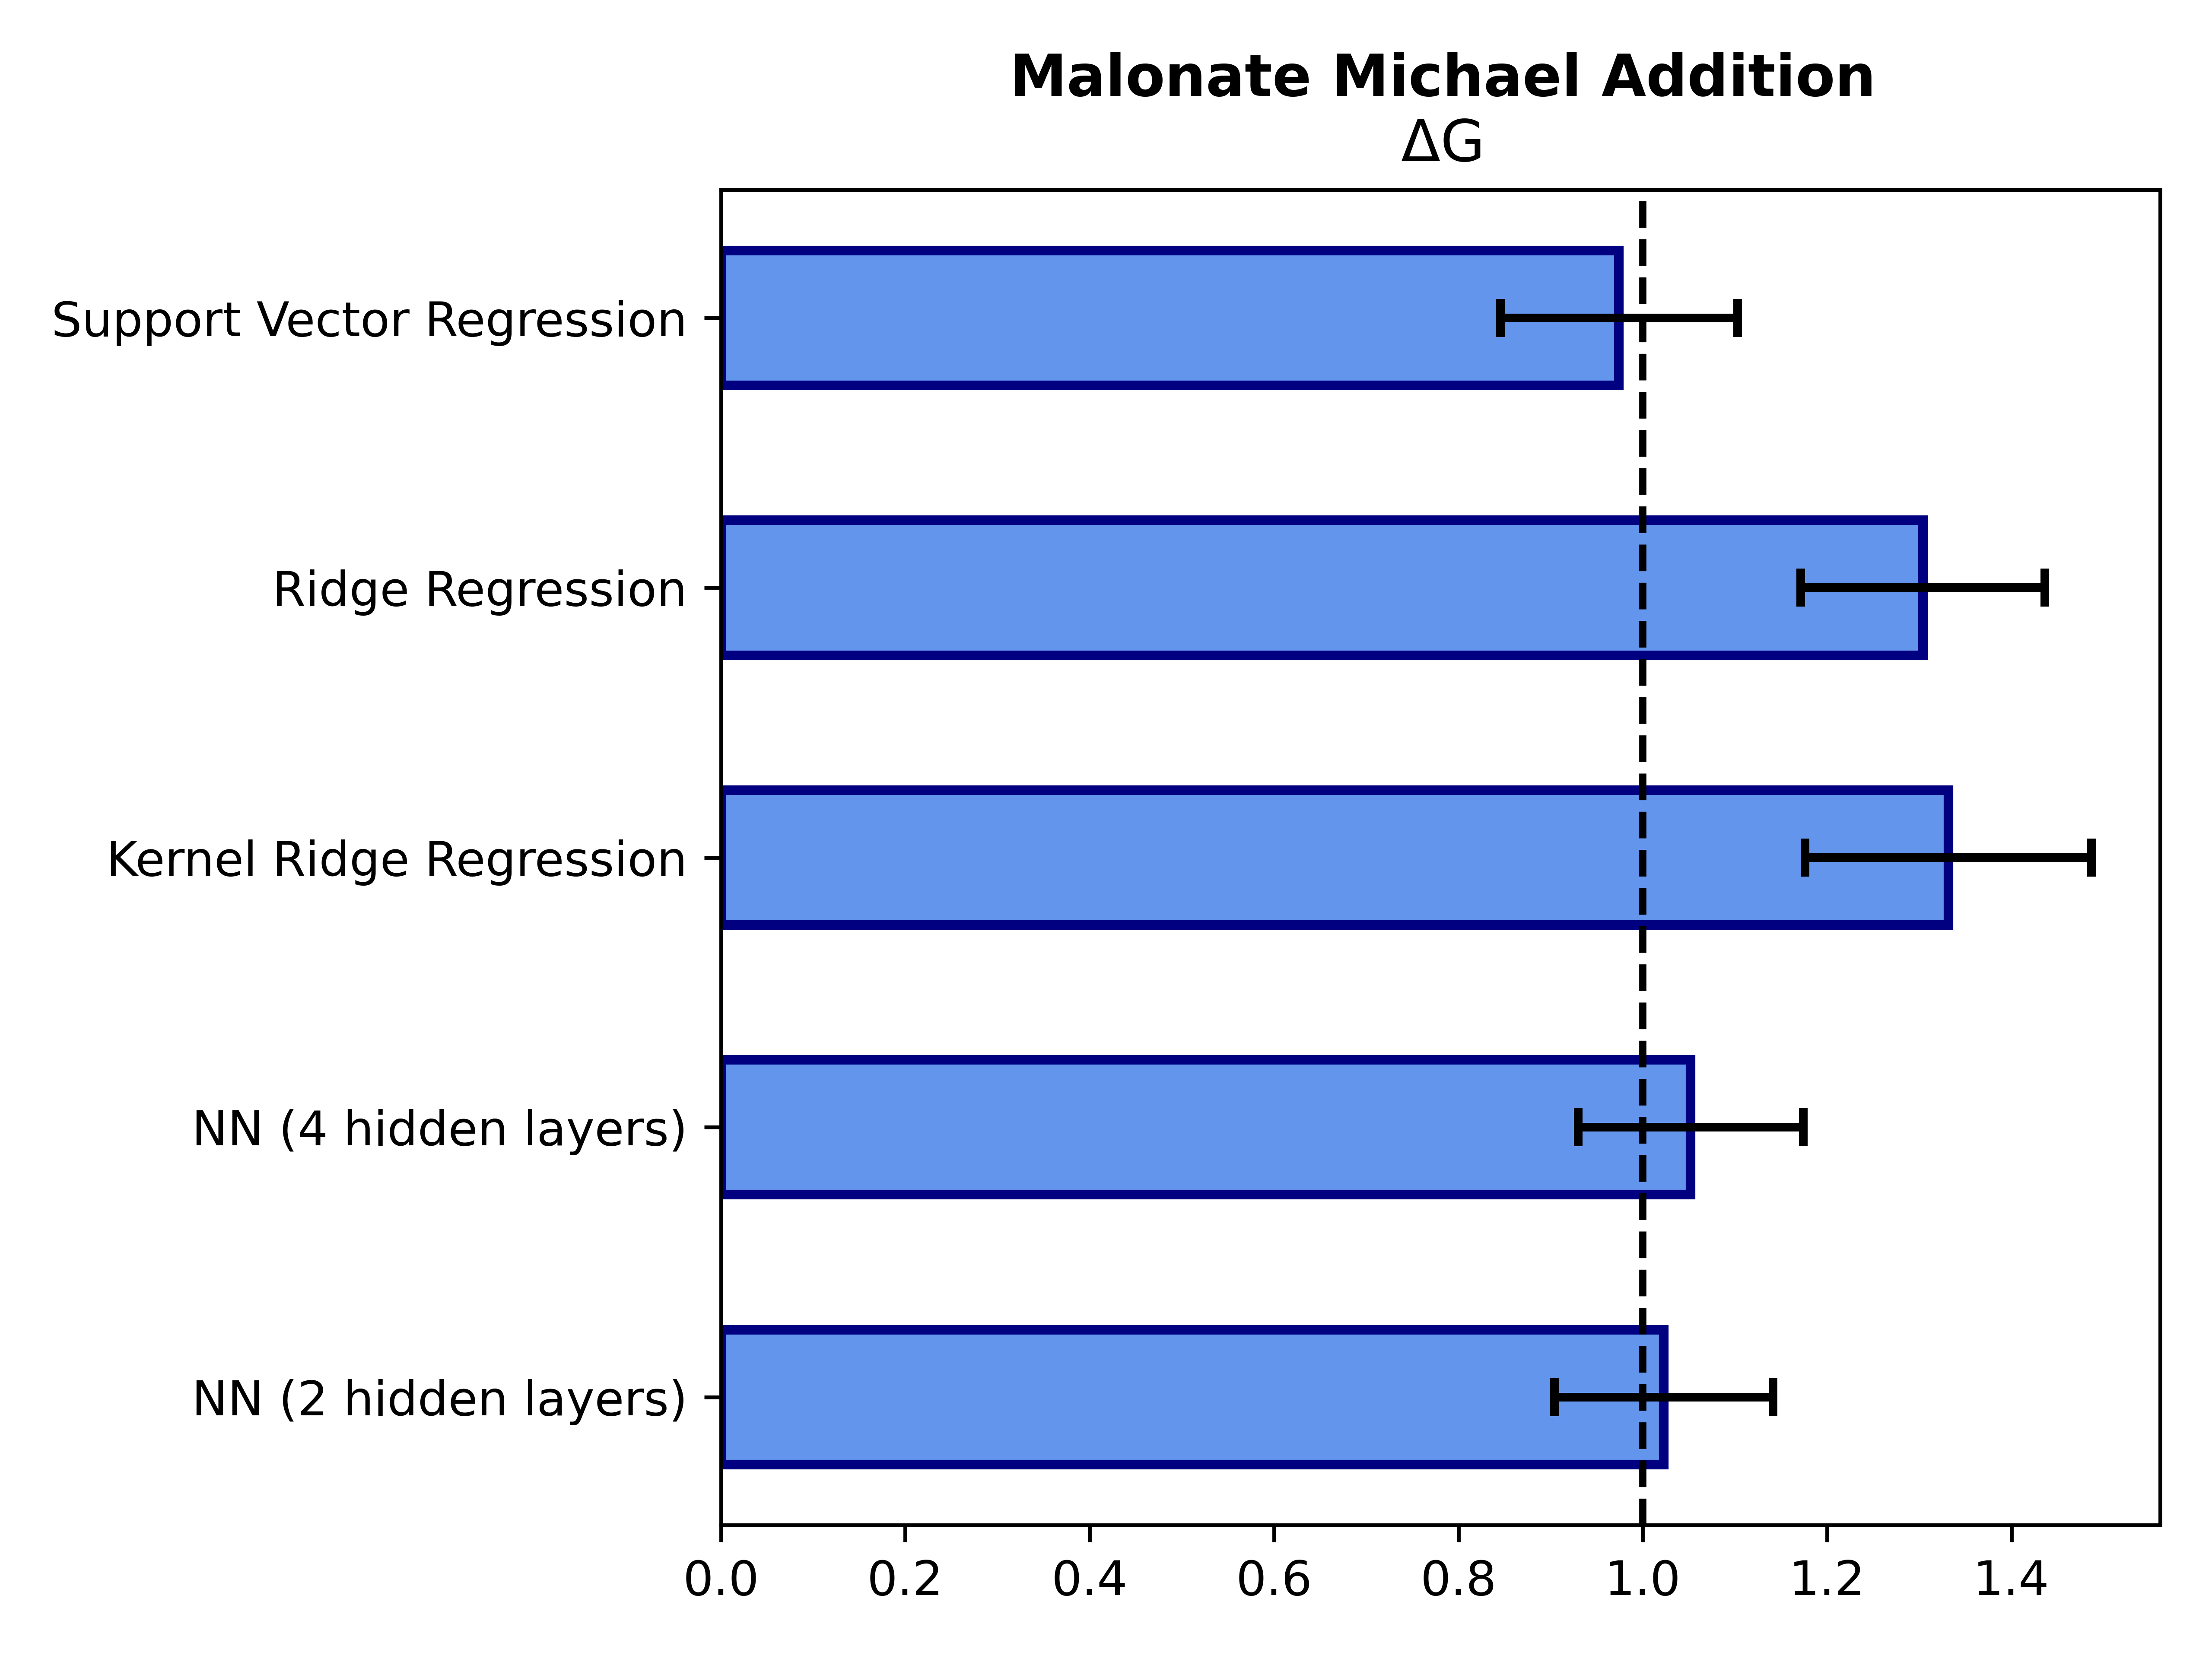 Malonate Michael Addition
ΔG
Support Vector Regression
Ridge Regression
Kernel Ridge Regression
NN (4 hidden layers)
NN (2 hidden layers)
0.0 0.2 0.4 0.6 0.8 1.0 1.2 1.4